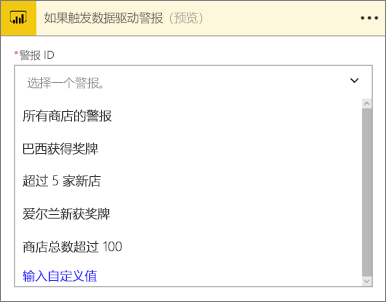 如果触发数据驱动警报（预览）
*警报 ID
选择一个警报。
所有商店的警报
巴西获得奖牌
超过 5 家新店
爱尔兰新获奖牌
商店总数超过 100
输入自定义值